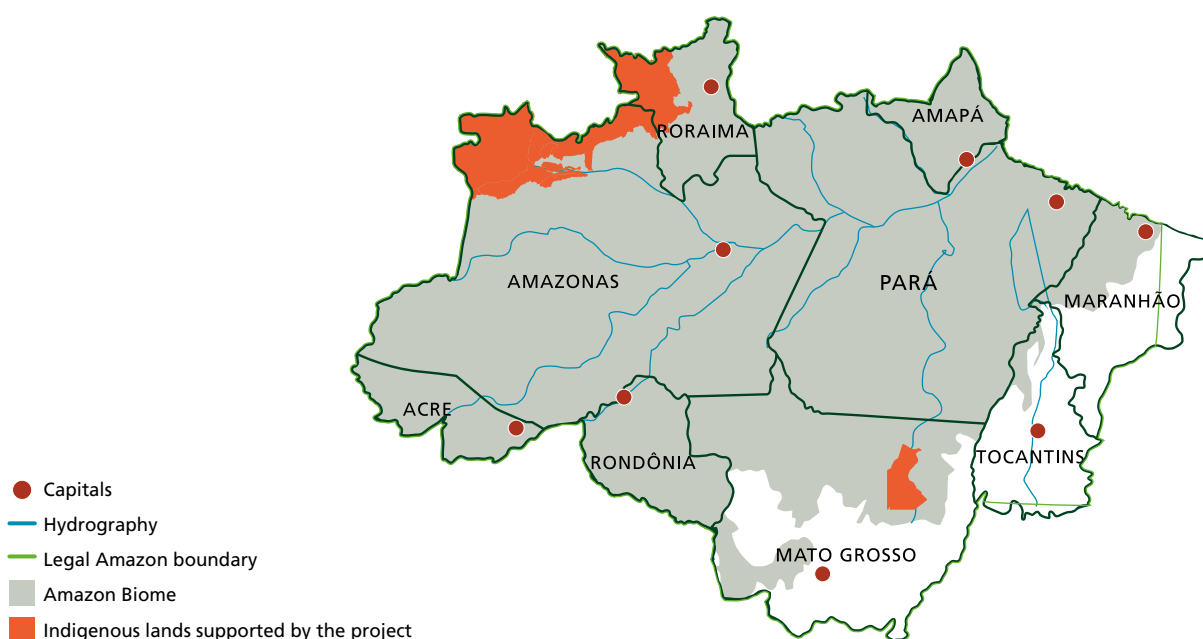 AMAPÁ
RORAIMA
AMAZONAS
PARÁ
MARANHÃO
ACRE
RONDÔNIA
TOCANTINS
MATO GROSSO
Capitals
Hydrography
Legal Amazon boundary
Amazon Biome
Indigenous lands supported by the project